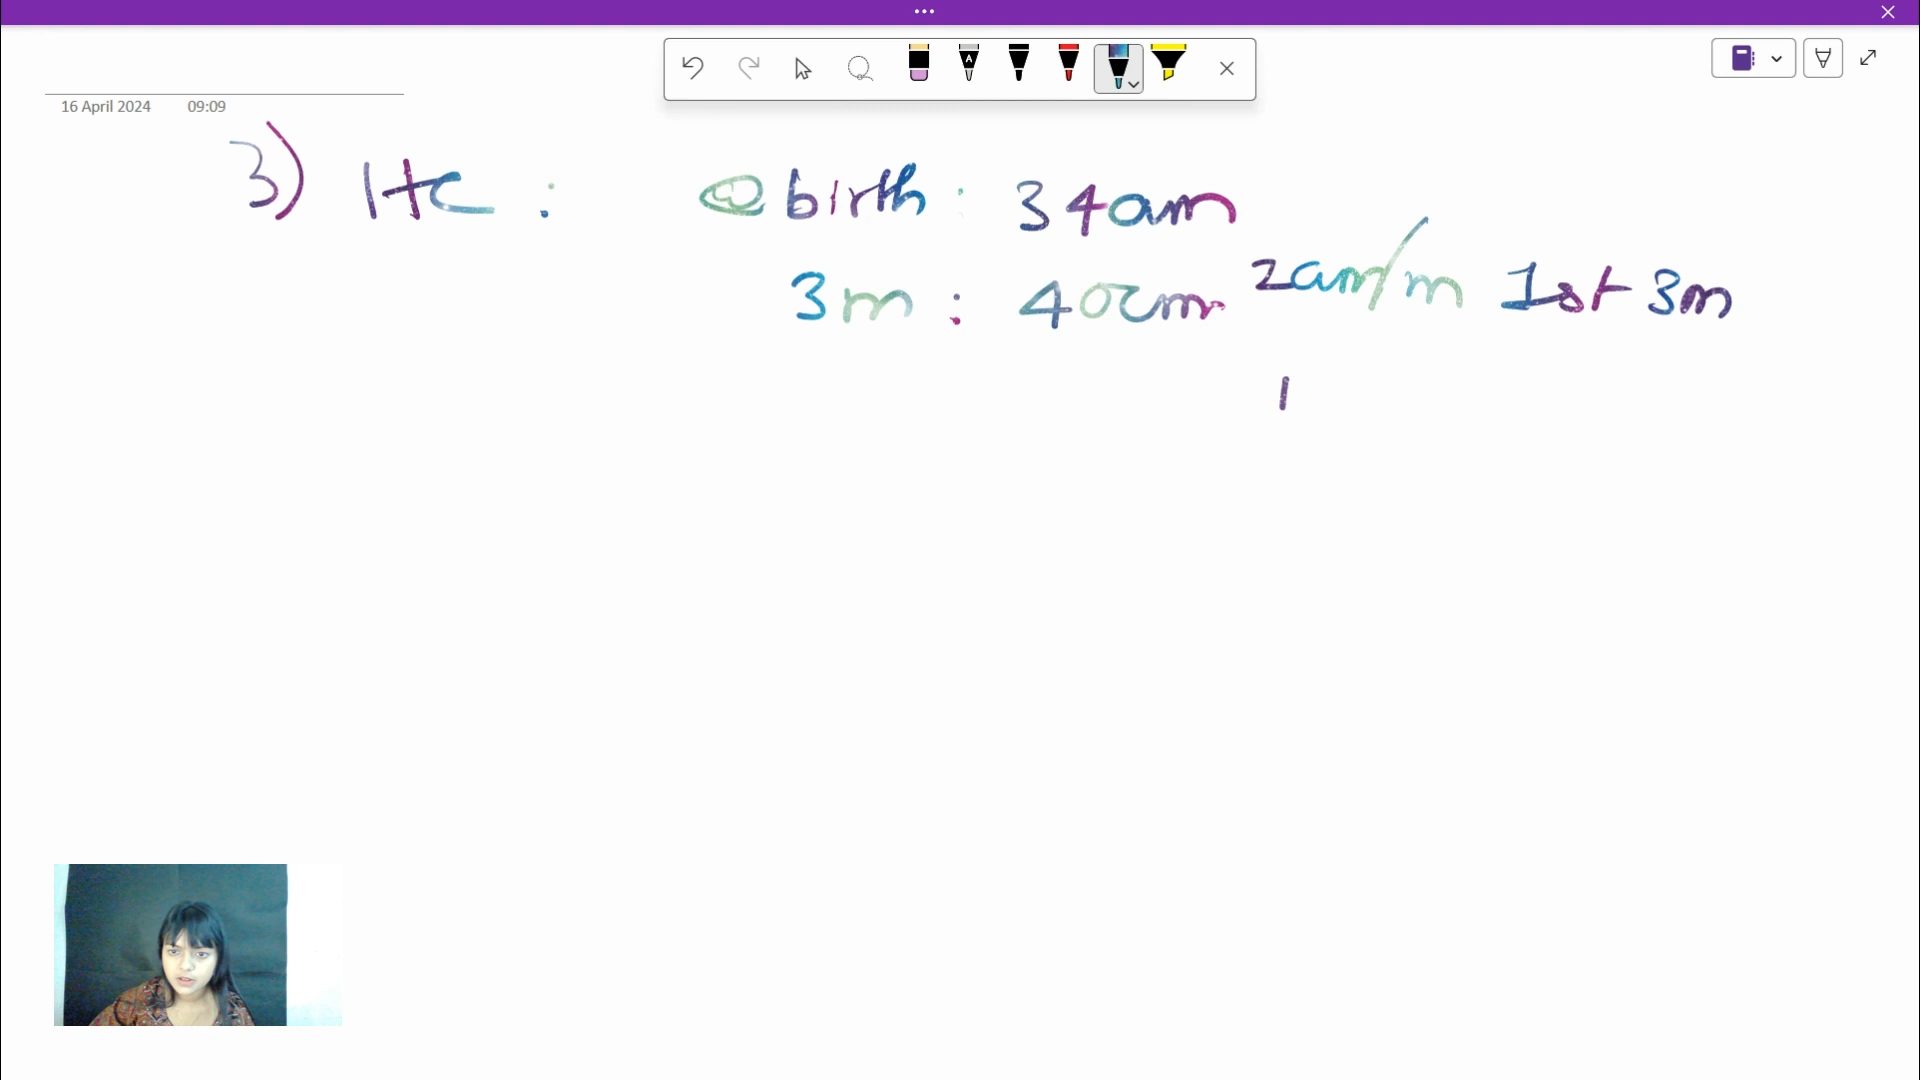 ...
16 April 2024 09:09
3) HC : @ birth : 34cm
3m : 40cm 2cm/m 1st 3m
1